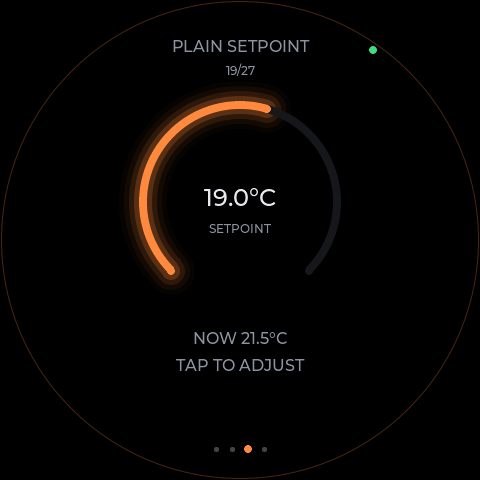 PLAIN SETPOINT
19/27
19.0°C
SETPOINT
NOW 21.5°C
TAP TO ADJUST